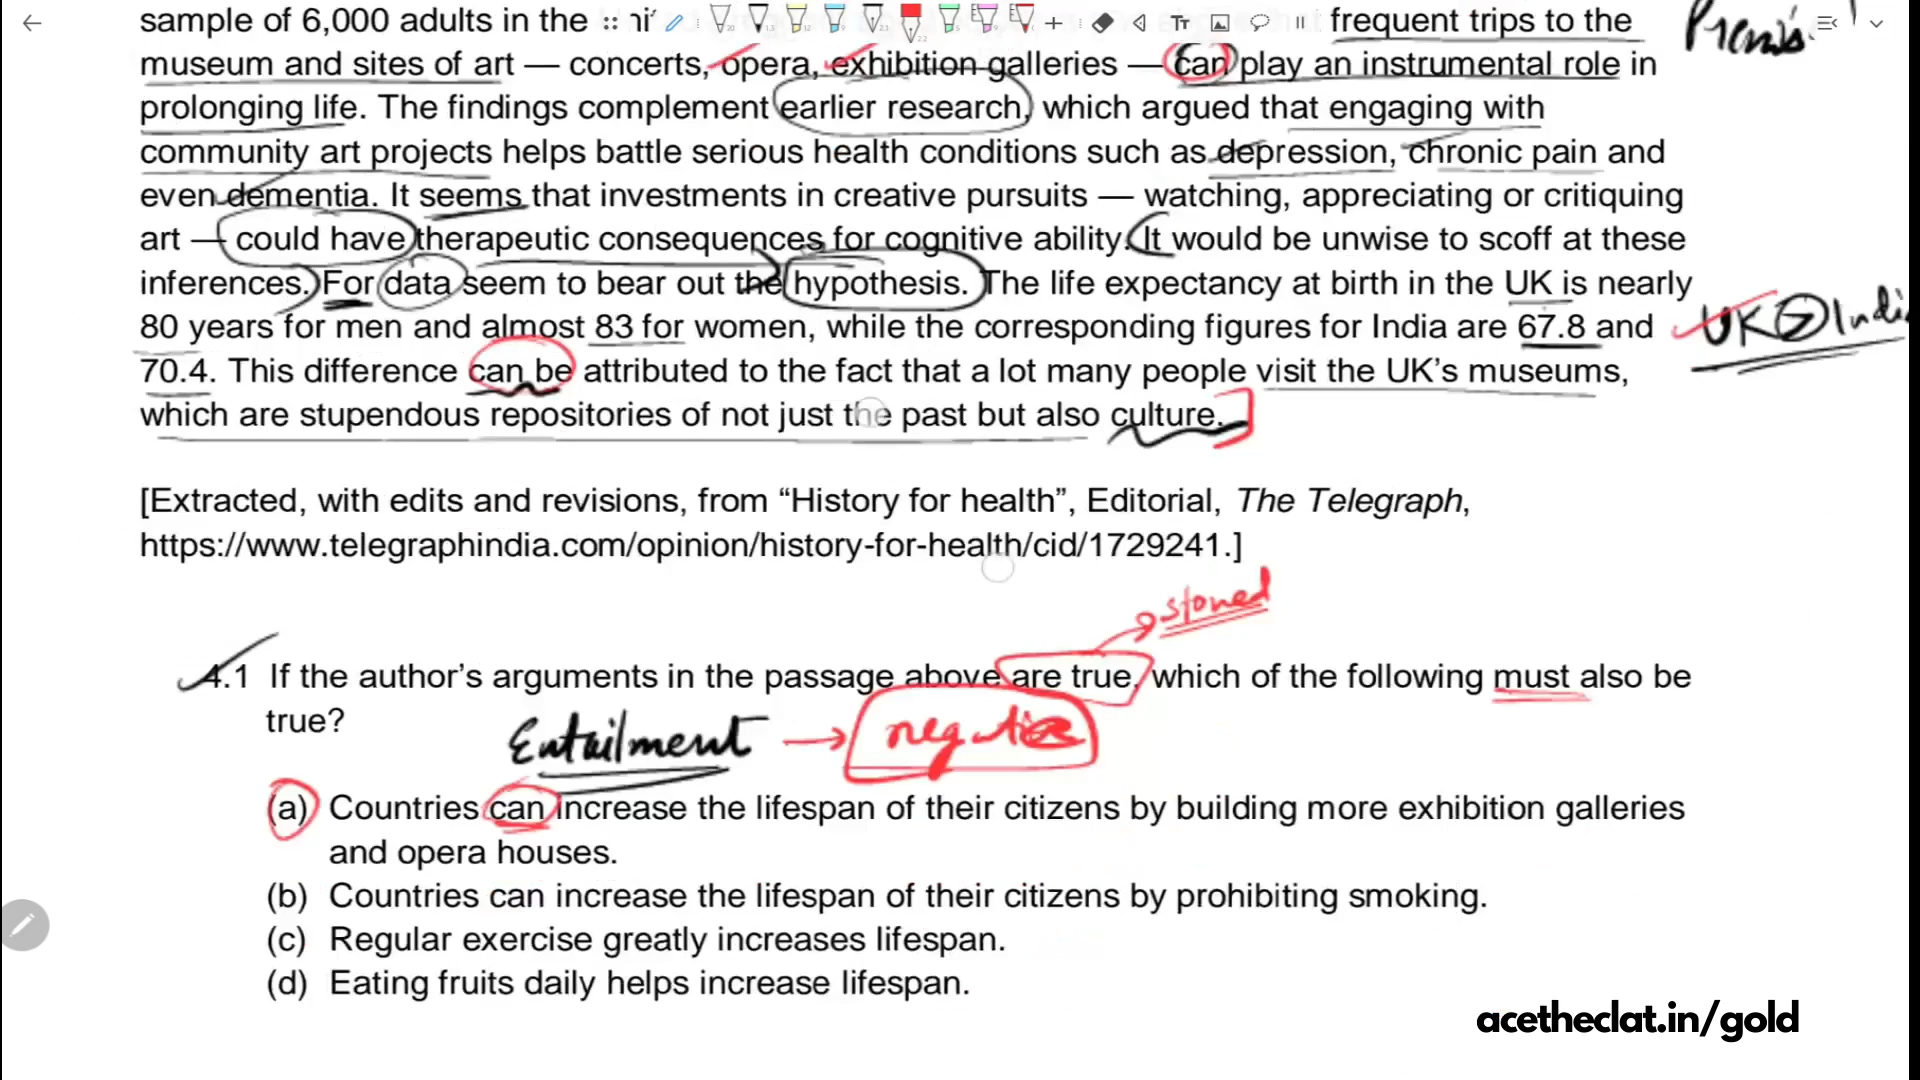 sample of 6,000 adults in the frequent trips to the
Premis
museum and sites of art — concerts, opera, exhibition galleries — can play an instrumental role in
prolonging life. The findings complement earlier research, which argued that engaging with
community art projects helps battle serious health conditions such as depression, chronic pain and
even dementia. It seems that investments in creative pursuits — watching, appreciating or critiquing
art — could have therapeutic consequences for cognitive ability. It would be unwise to scoff at these
inferences. For data seem to bear out the hypothesis. The life expectancy at birth in the UK is nearly
80 years for men and almost 83 for women, while the corresponding figures for India are 67.8 and
UK > India
70.4. This difference can be attributed to the fact that a lot many people visit the UK’s museums,
which are stupendous repositories of not just the past but also culture.
[Extracted, with edits and revisions, from “History for health”, Editorial, The Telegraph,
https://www.telegraphindia.com/opinion/history-for-health/cid/1729241.]
stoned
4.1 If the author’s arguments in the passage above are true, which of the following must also be
true?
Entailment → negative
(a) Countries can increase the lifespan of their citizens by building more exhibition galleries
and opera houses.
(b) Countries can increase the lifespan of their citizens by prohibiting smoking.
(c) Regular exercise greatly increases lifespan.
(d) Eating fruits daily helps increase lifespan.
acetheclat.in/gold